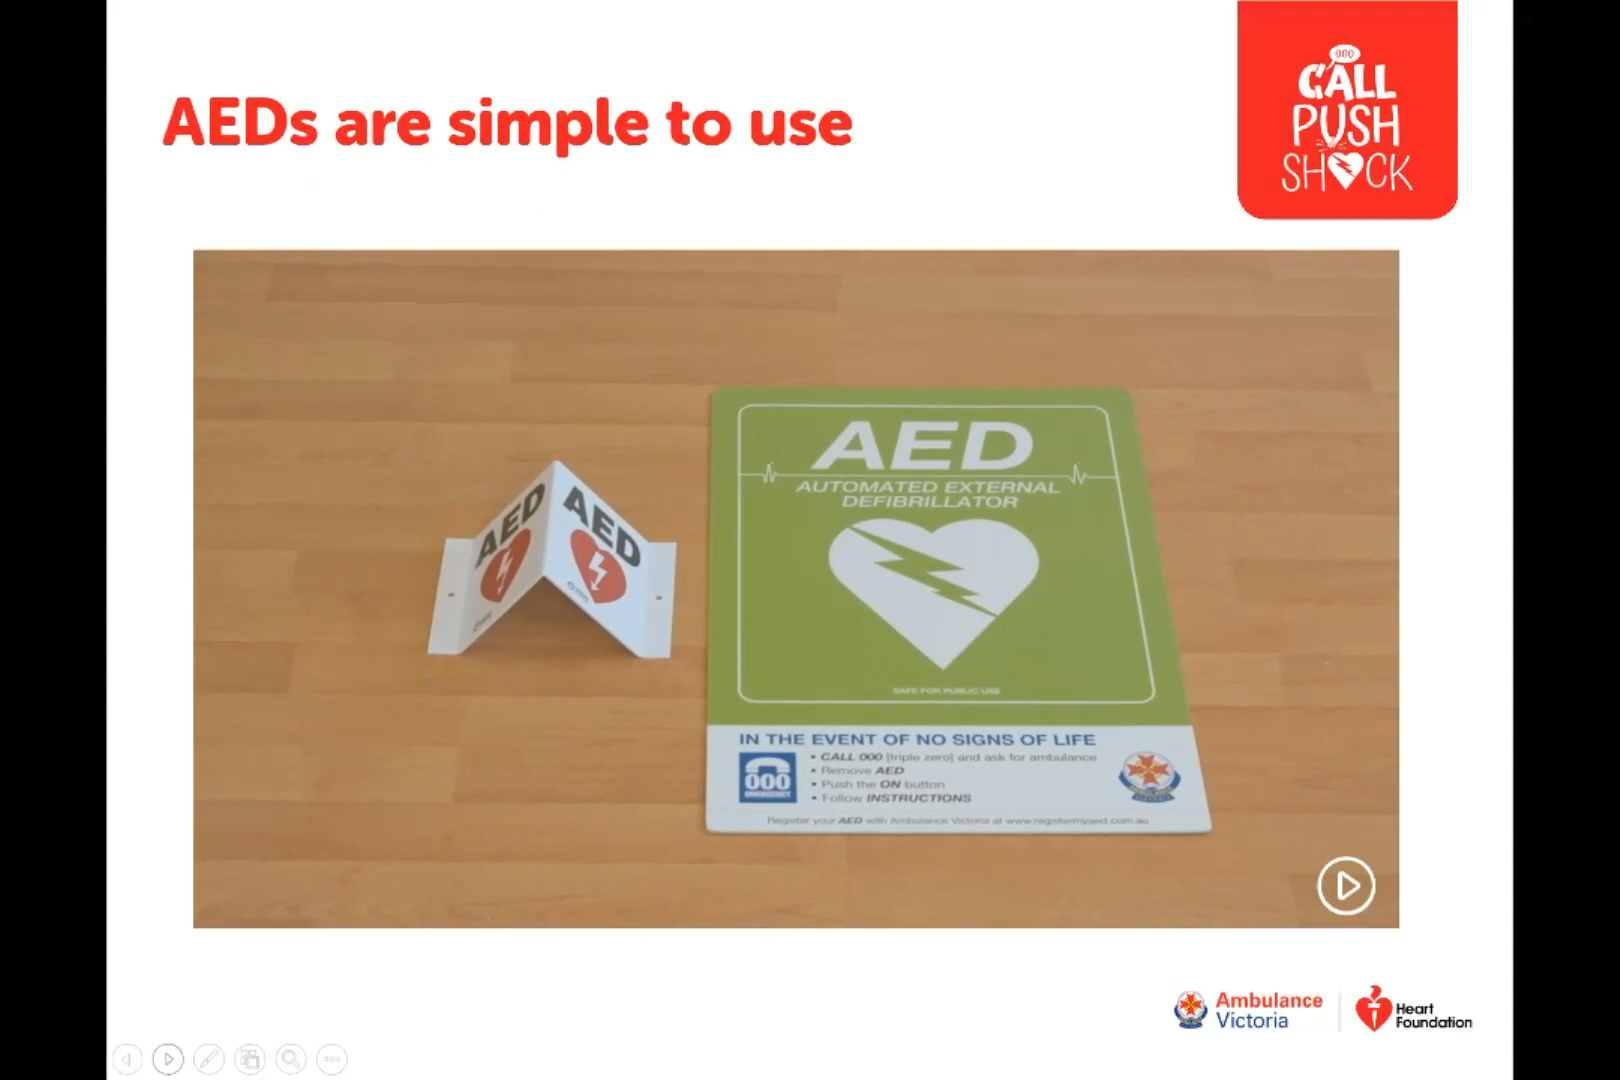 AEDs are simple to use
000
CALL
PUSH
SHOCK
AED
AED
AED
AUTOMATED EXTERNAL
DEFIBRILLATOR
SAFE FOR PUBLIC USE
IN THE EVENT OF NO SIGNS OF LIFE
• CALL 000 [triple zero] and ask for ambulance
• Remove AED
• Push the ON button
• Follow INSTRUCTIONS
000
EMERGENCY
Register your AED with Ambulance Victoria at www.registermyaed.com.au
Ambulance
Victoria
Heart
Foundation